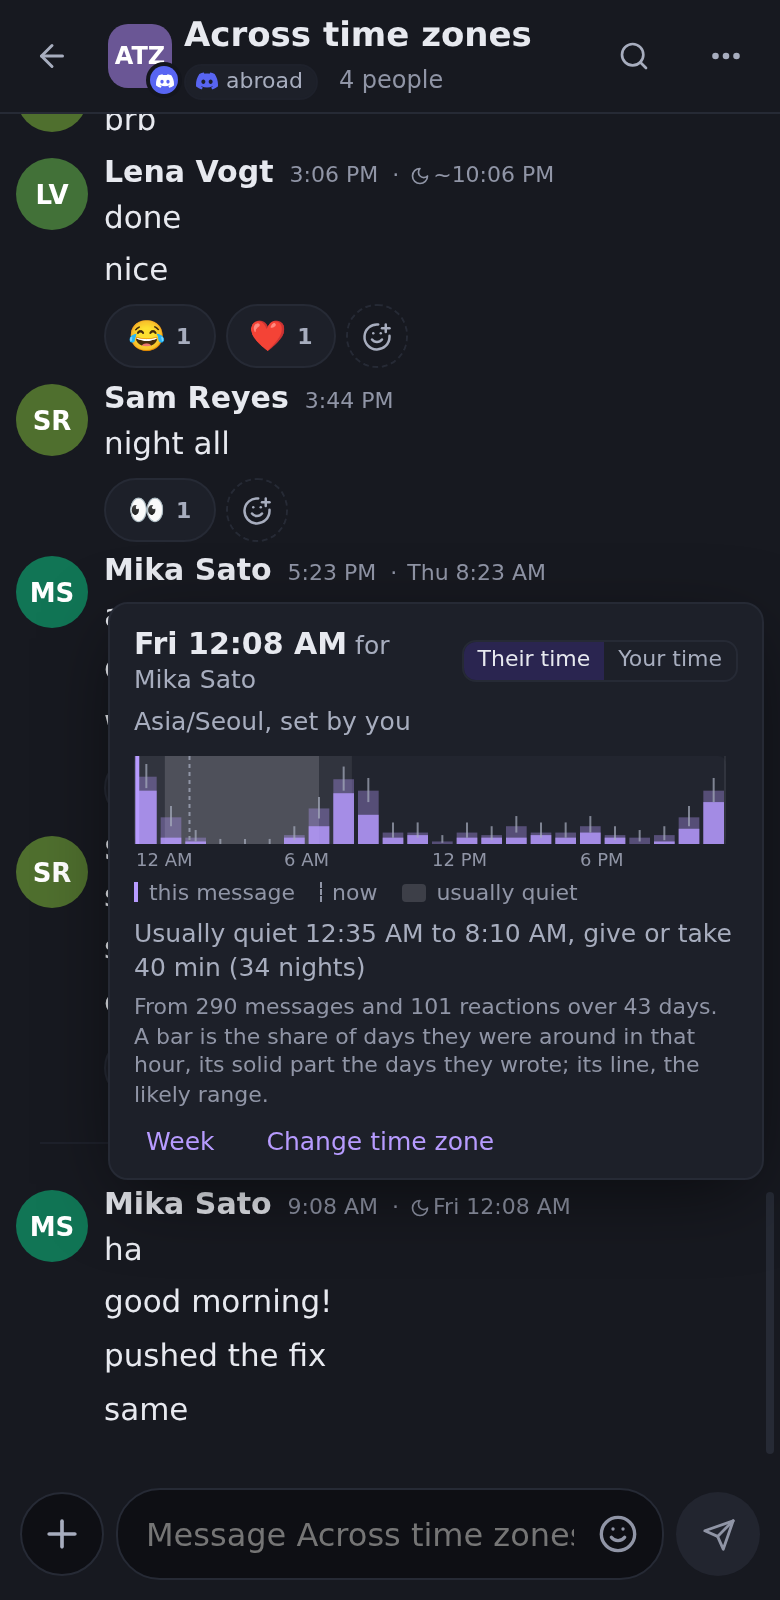 ATZ
Across time zones
abroad
4 people
brb
LV
Lena Vogt 3:06 PM · ~10:06 PM
done
nice
😂 1 ❤️ 1
SR
Sam Reyes 3:44 PM
night all
👀 1
MS
Mika Sato 5:23 PM · Thu 8:23 AM
Fri 12:08 AM for
Mika Sato
Their time Your time
Asia/Seoul, set by you
12 AM 6 AM 12 PM 6 PM
this message now usually quiet
SR
Usually quiet 12:35 AM to 8:10 AM, give or take
40 min (34 nights)
From 290 messages and 101 reactions over 43 days.
A bar is the share of days they were around in that
hour, its solid part the days they wrote; its line, the
likely range.
Week Change time zone
MS
Mika Sato 9:08 AM · Fri 12:08 AM
ha
good morning!
pushed the fix
same
Message Across time zones